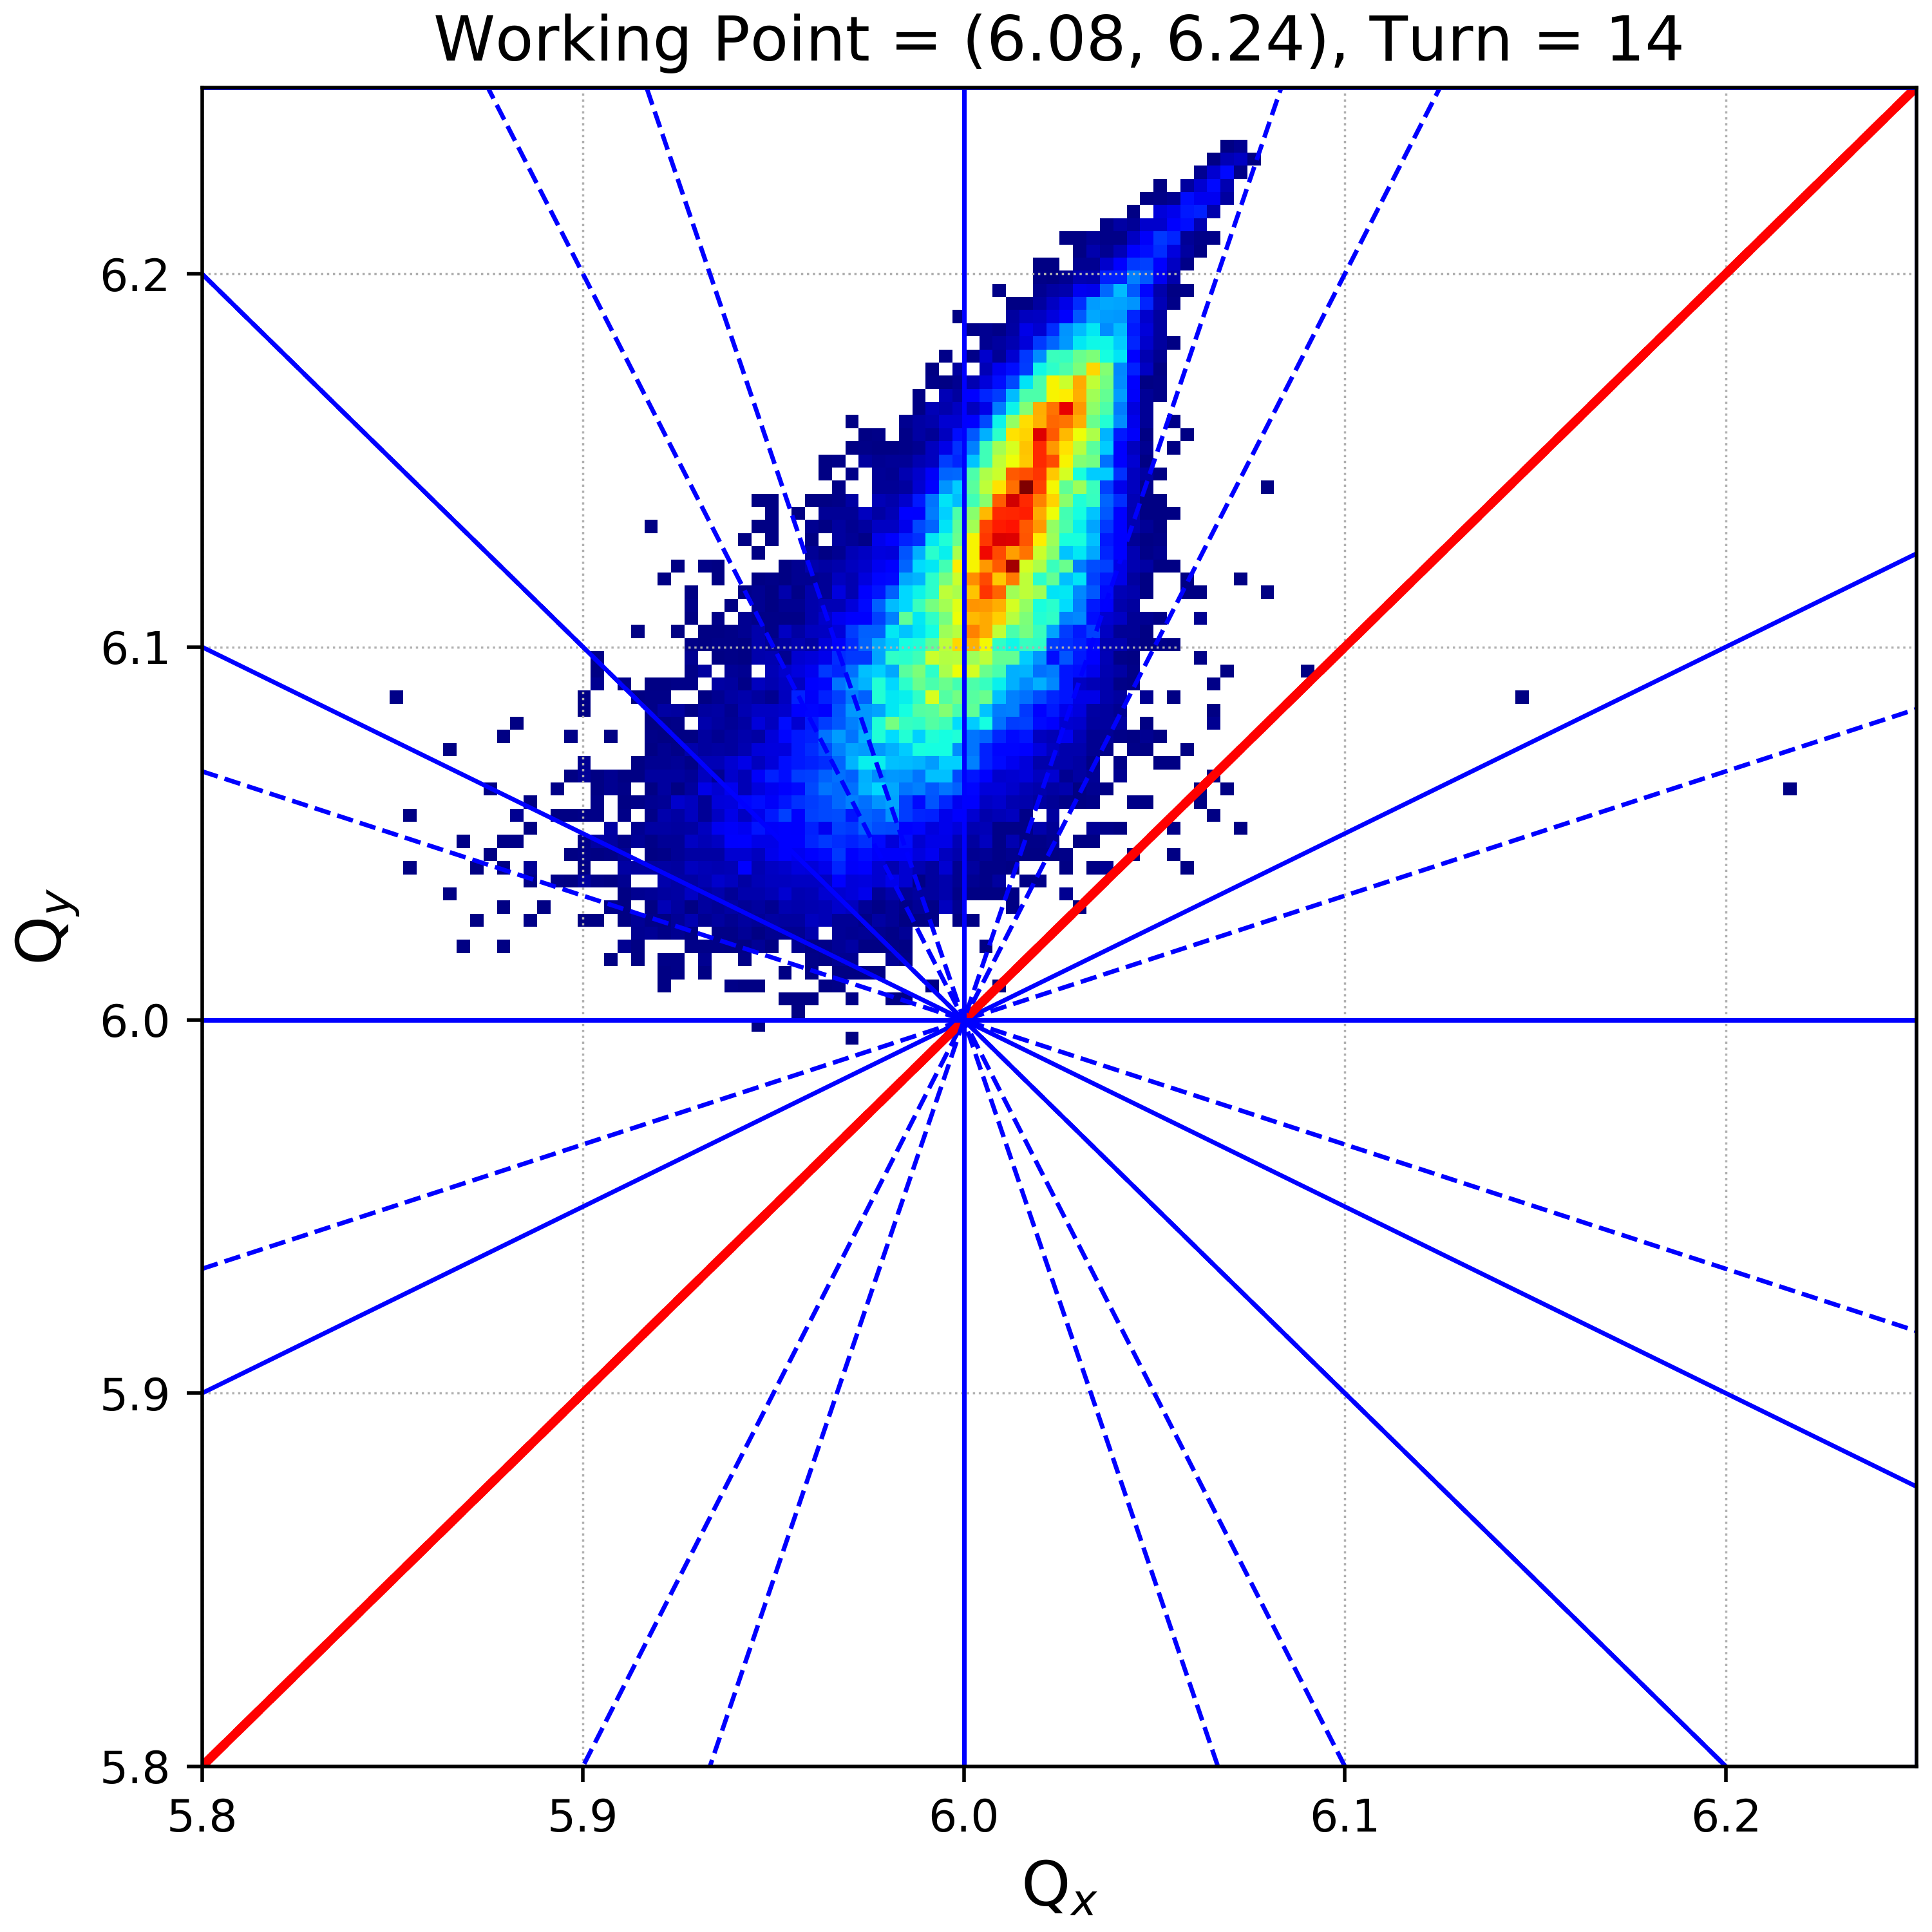 Working Point = (6.08, 6.24), Turn = 14
6.2
6.1
6.0
5.9
5.8
Qy
5.8 5.9 6.0 6.1 6.2
Qx